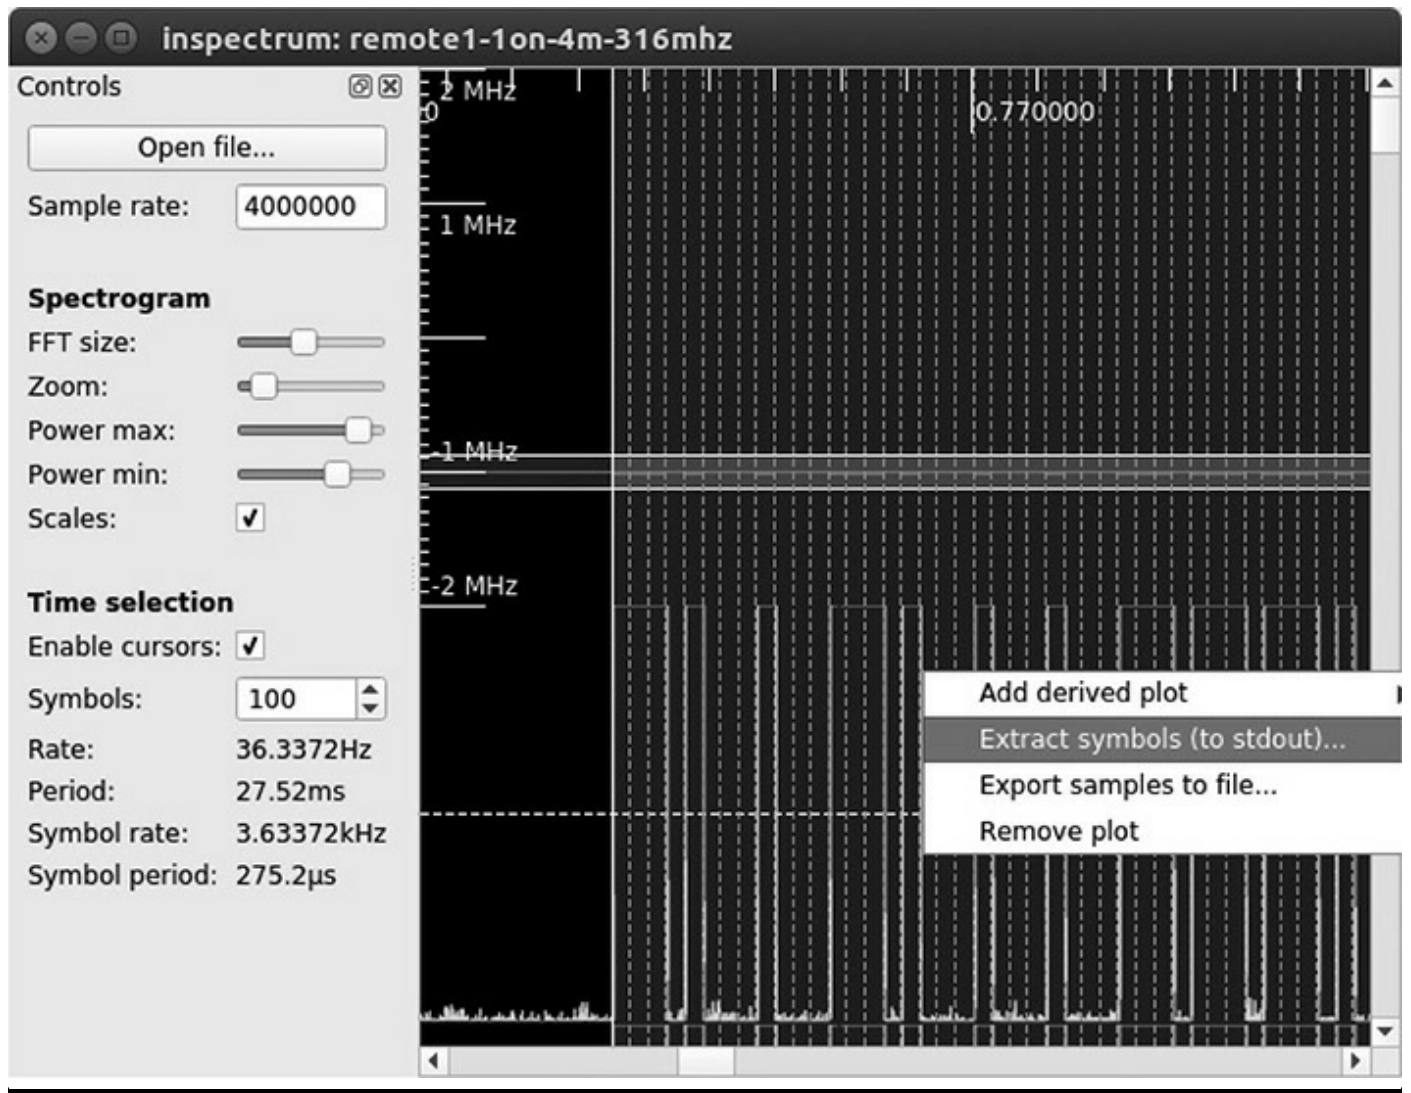 inspectrum: remote1-1on-4m-316mhz
Controls
Open file...
Sample rate: 4000000
Spectrogram
FFT size:
Zoom:
Power max:
Power min:
Scales:
Time selection
Enable cursors:
Symbols: 100
Rate: 36.3372Hz
Period: 27.52ms
Symbol rate: 3.63372kHz
Symbol period: 275.2µs
2 MHz
0
0.770000
1 MHz
-1 MHz
-2 MHz
Add derived plot
Extract symbols (to stdout)...
Export samples to file...
Remove plot